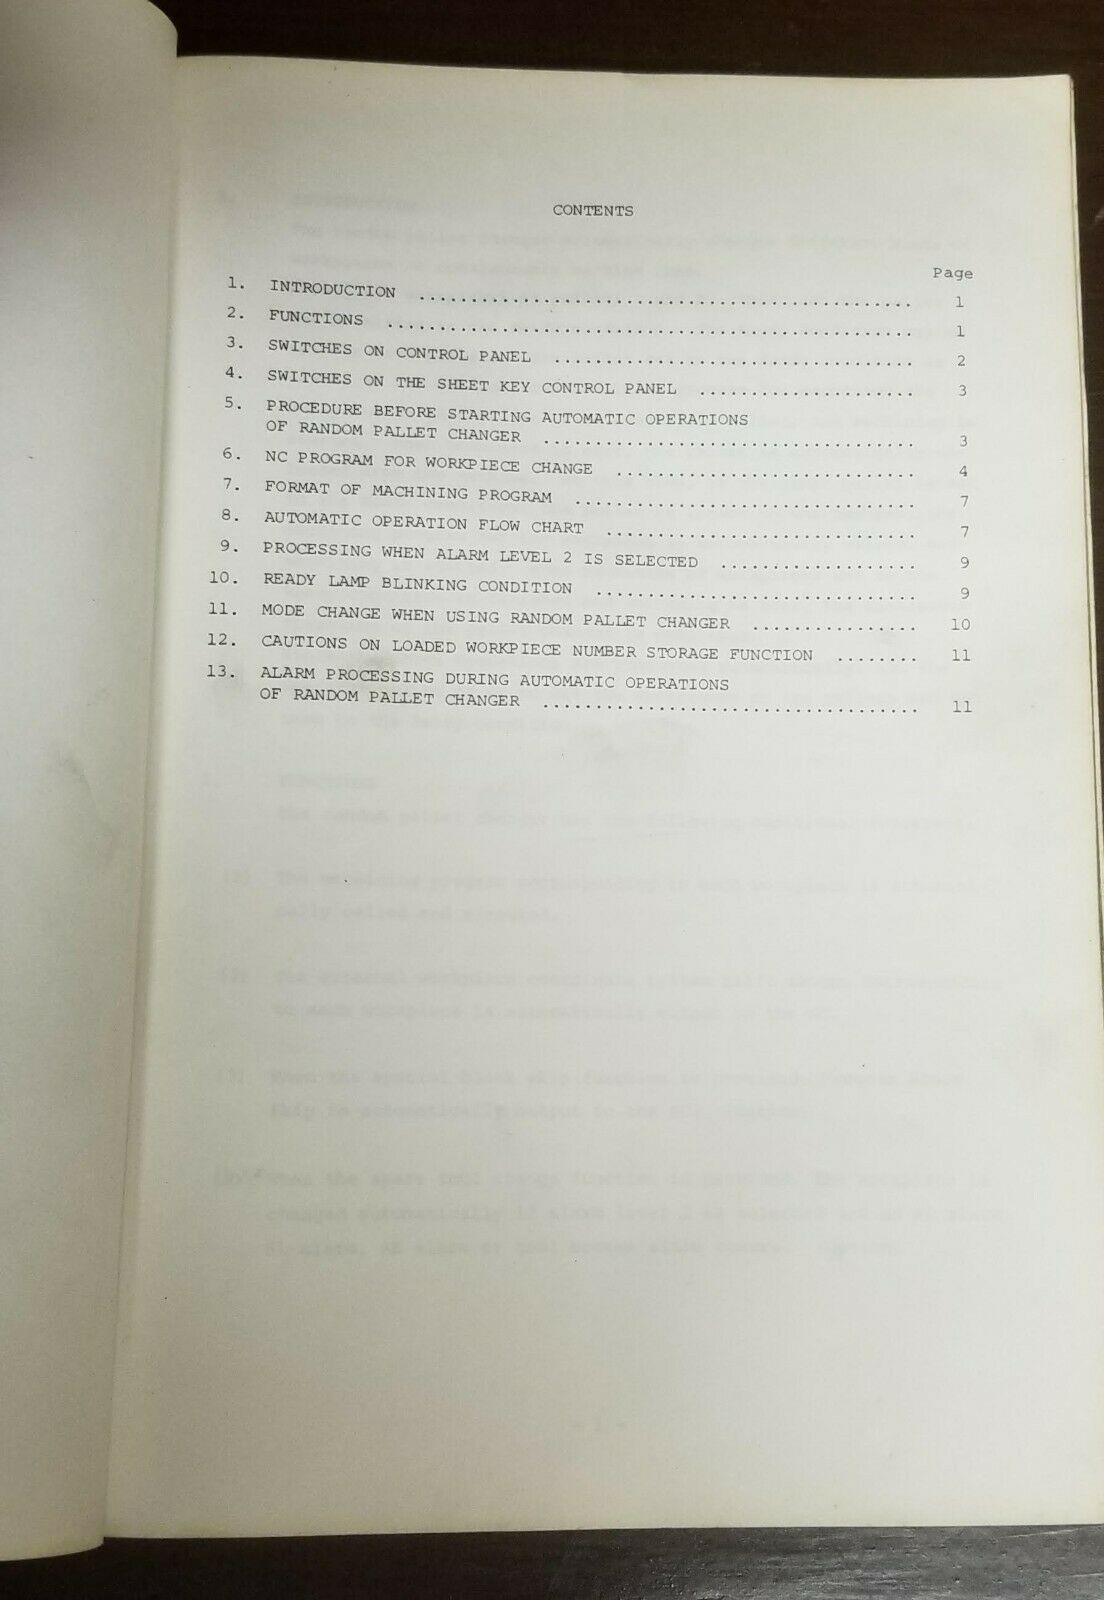 CONTENTS
Page
1. INTRODUCTION ................................................ 1
2. FUNCTIONS ................................................... 1
3. SWITCHES ON CONTROL PANEL ................................... 2
4. SWITCHES ON THE SHEET KEY CONTROL PANEL ..................... 3
5. PROCEDURE BEFORE STARTING AUTOMATIC OPERATIONS
OF RANDOM PALLET CHANGER .................................... 3
6. NC PROGRAM FOR WORKPIECE CHANGE ............................. 4
7. FORMAT OF MACHINING PROGRAM ................................. 7
8. AUTOMATIC OPERATION FLOW CHART .............................. 7
9. PROCESSING WHEN ALARM LEVEL 2 IS SELECTED ................... 9
10. READY LAMP BLINKING CONDITION ............................... 9
11. MODE CHANGE WHEN USING RANDOM PALLET CHANGER ................ 10
12. CAUTIONS ON LOADED WORKPIECE NUMBER STORAGE FUNCTION ........ 11
13. ALARM PROCESSING DURING AUTOMATIC OPERATIONS
OF RANDOM PALLET CHANGER .................................... 11